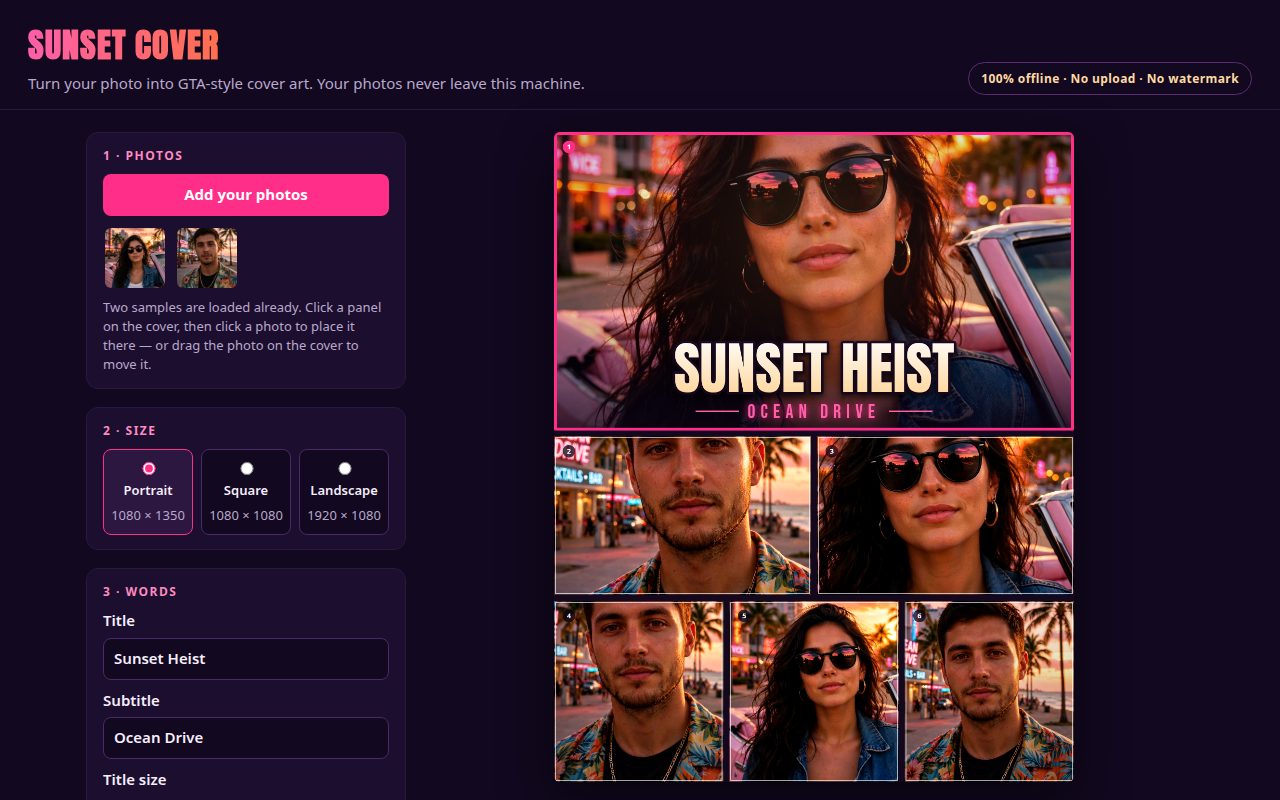 SUNSET COVER
Turn your photo into GTA-style cover art. Your photos never leave this machine.
100% offline · No upload · No watermark
1 · PHOTOS
Add your photos
Two samples are loaded already. Click a panel
on the cover, then click a photo to place it
there — or drag the photo on the cover to
move it.
2 · SIZE
Portrait
1080 × 1350
Square
1080 × 1080
Landscape
1920 × 1080
3 · WORDS
Title
Sunset Heist
Subtitle
Ocean Drive
Title size
1
VICE
SUNSET HEIST
OCEAN DRIVE
2
DRIVE
KTAILS • BAR
3
4
5
6